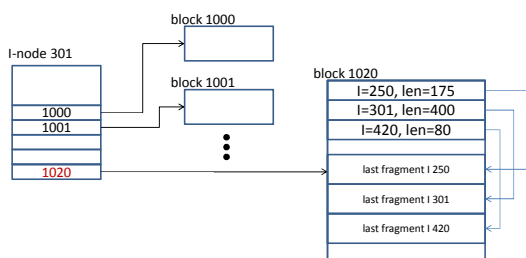 block 1000
I-node 301
block 1001
block 1020
1000
1001
1020
I=250, len=175
I=301, len=400
I=420, len=80
last fragment I 250
last fragment I 301
last fragment I 420